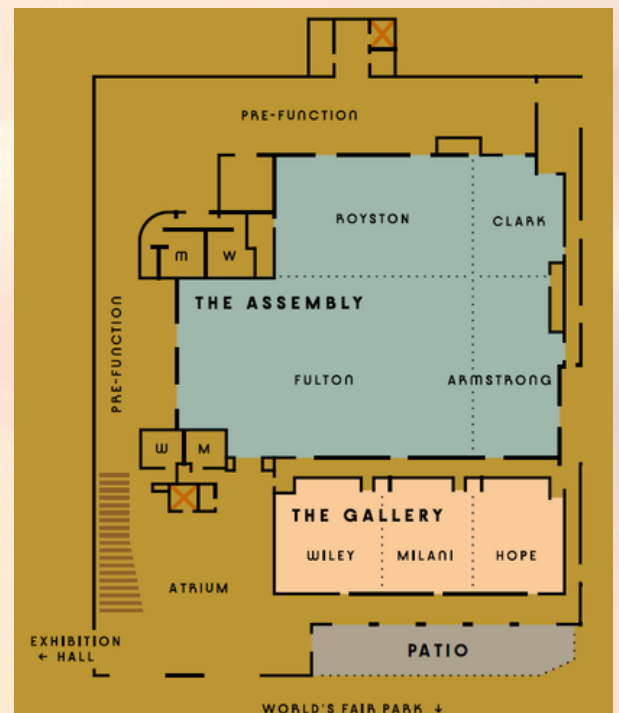 PRE-FUNCTION
ROYSTON
CLARK
M
W
THE ASSEMBLY
PRE-FUNCTION
FULTON
ARMSTRONG
W
M
THE GALLERY
WILEY
MILANI
HOPE
ATRIUM
EXHIBITION
← HALL
PATIO
WORLD'S FAIR PARK ↓